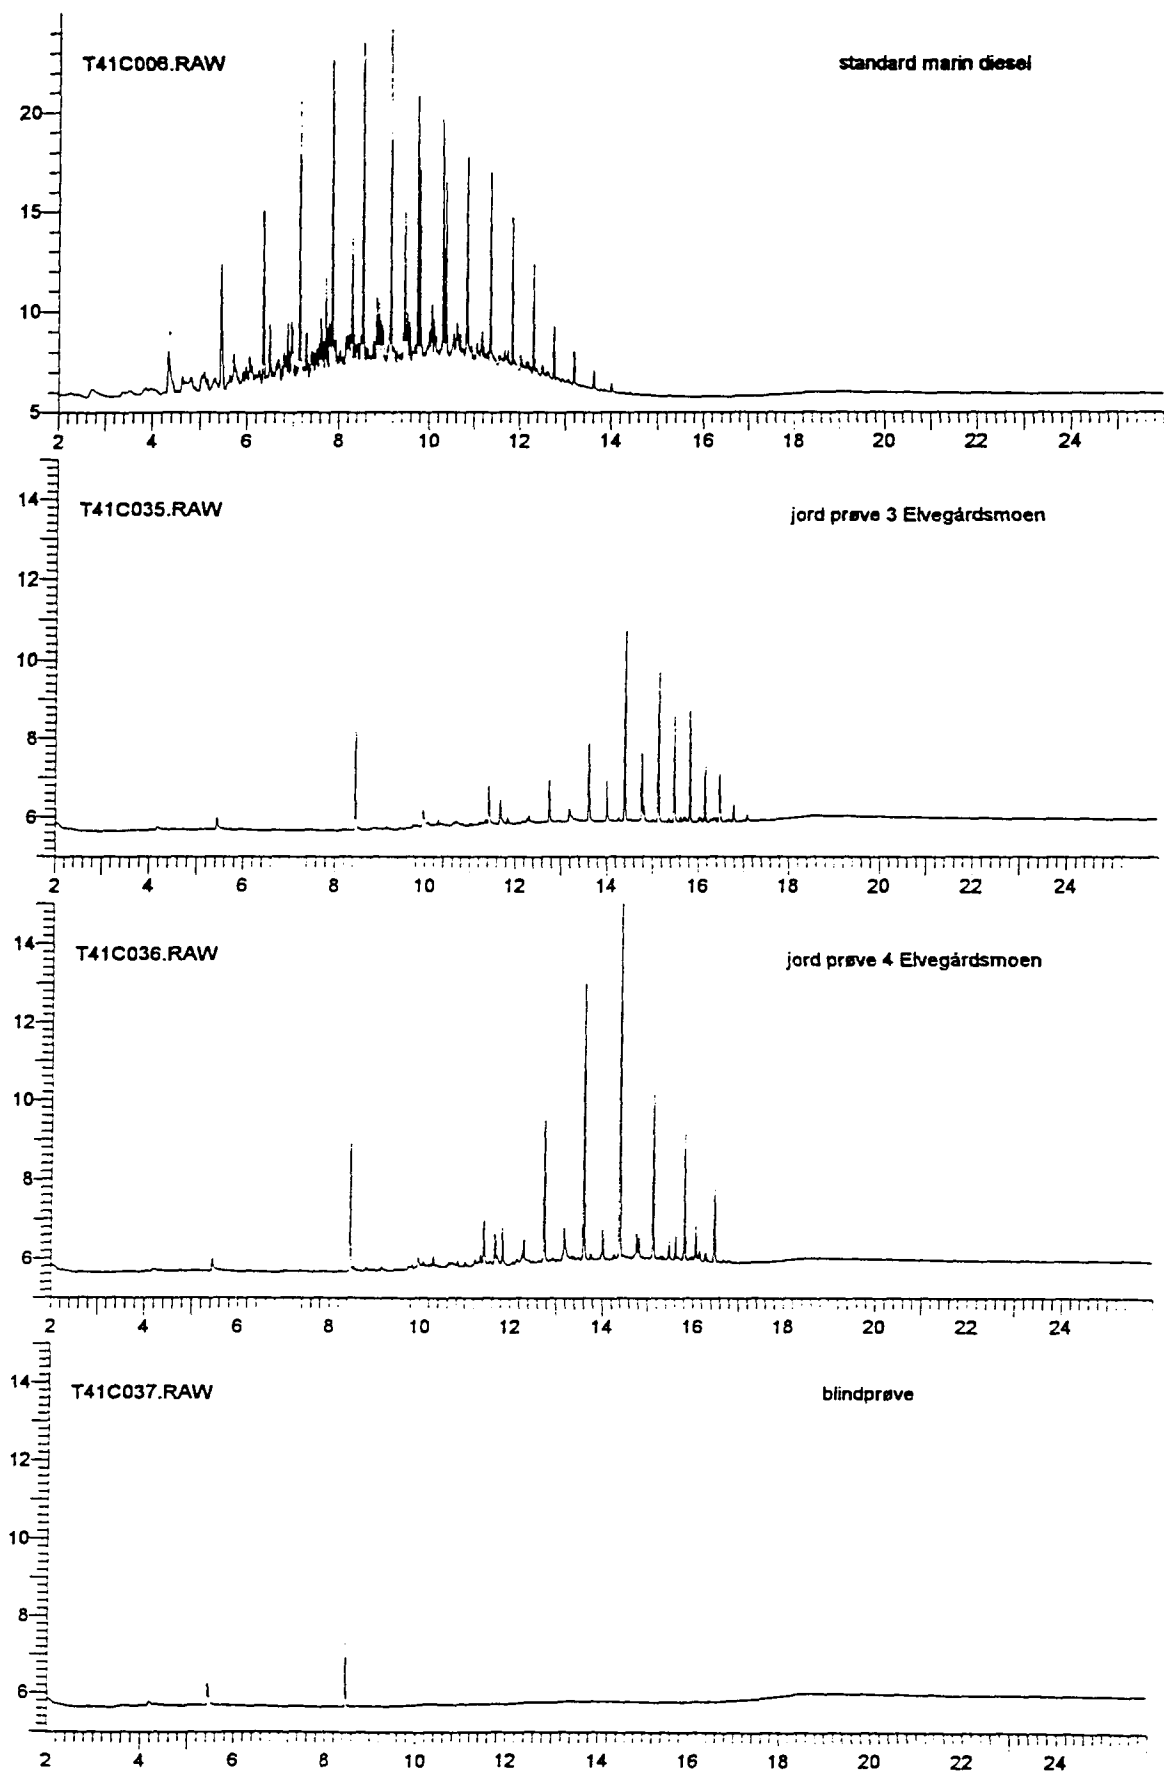 T41C006.RAW
standard marin diesel
20
15
10
5
2 4 6 8 10 12 14 16 18 20 22 24
T41C035.RAW
jord prøve 3 Elvegårdsmoen
14
12
10
8
6
2 4 6 8 10 12 14 16 18 20 22 24
T41C036.RAW
jord prøve 4 Elvegårdsmoen
14
12
10
8
6
2 4 6 8 10 12 14 16 18 20 22 24
T41C037.RAW
blindprøve
14
12
10
8
6
2 4 6 8 10 12 14 16 18 20 22 24